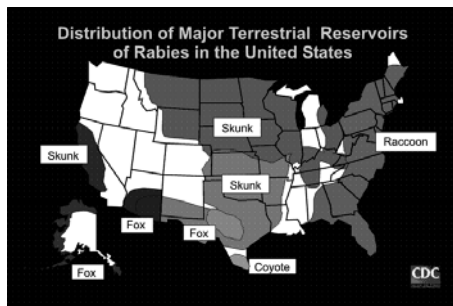 Distribution of Major Terrestrial Reservoirs
of Rabies in the United States
Skunk
Skunk
Raccoon
Skunk
Fox
Fox
Fox
Coyote
CDC